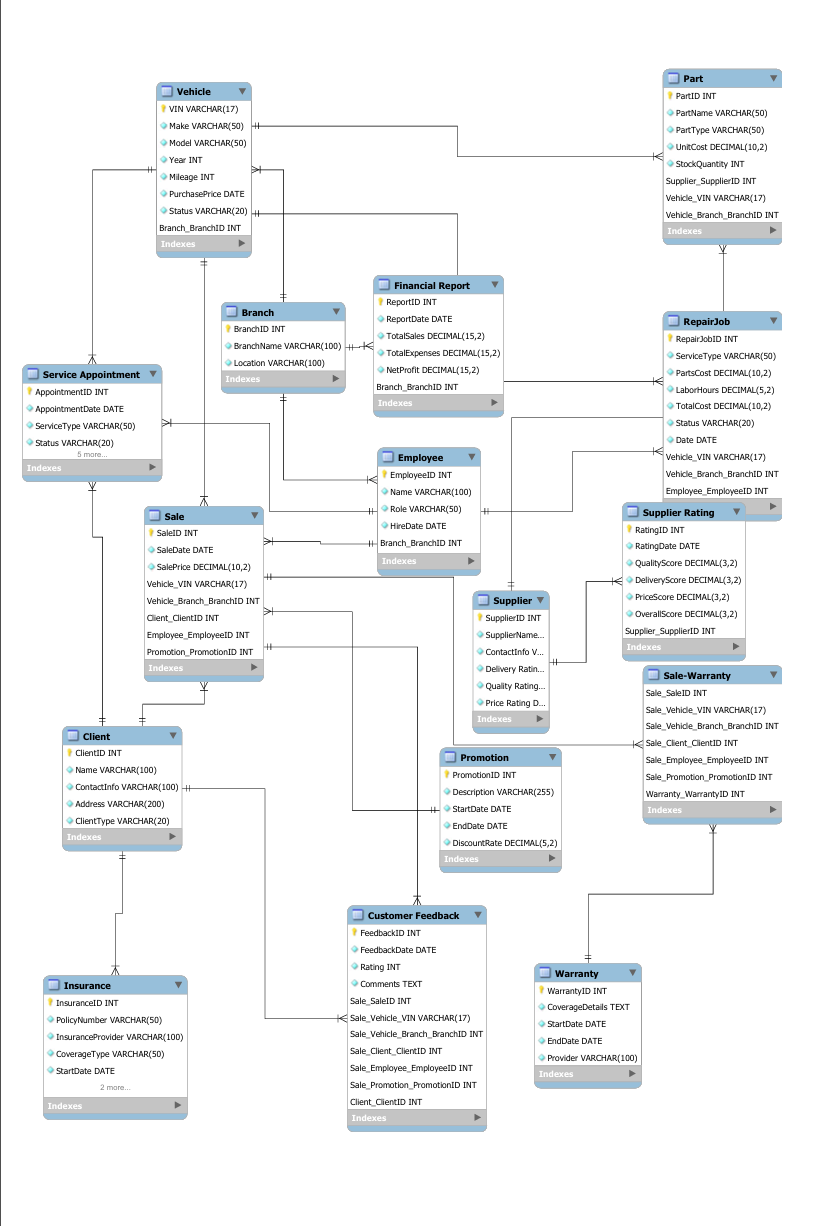 Vehicle
VIN VARCHAR(17)
Make VARCHAR(50)
Model VARCHAR(50)
Year INT
Mileage INT
PurchasePrice DATE
Status VARCHAR(20)
Branch_BranchID INT
Indexes
Part
PartID INT
PartName VARCHAR(50)
PartType VARCHAR(50)
UnitCost DECIMAL(10,2)
StockQuantity INT
Supplier_SupplierID INT
Vehicle_VIN VARCHAR(17)
Vehicle_Branch_BranchID INT
Indexes
Branch
BranchID INT
BranchName VARCHAR(100)
Location VARCHAR(100)
Indexes
Financial Report
ReportID INT
ReportDate DATE
TotalSales DECIMAL(15,2)
TotalExpenses DECIMAL(15,2)
NetProfit DECIMAL(15,2)
Branch_BranchID INT
Indexes
RepairJob
RepairJobID INT
ServiceType VARCHAR(50)
PartsCost DECIMAL(10,2)
LaborHours DECIMAL(5,2)
TotalCost DECIMAL(10,2)
Status VARCHAR(20)
Date DATE
Vehicle_VIN VARCHAR(17)
Vehicle_Branch_BranchID INT
Employee_EmployeeID INT
Service Appointment
AppointmentID INT
AppointmentDate DATE
ServiceType VARCHAR(50)
Status VARCHAR(20)
5 more...
Indexes
Employee
EmployeeID INT
Name VARCHAR(100)
Role VARCHAR(50)
HireDate DATE
Branch_BranchID INT
Indexes
Sale
SaleID INT
SaleDate DATE
SalePrice DECIMAL(10,2)
Vehicle_VIN VARCHAR(17)
Vehicle_Branch_BranchID INT
Client_ClientID INT
Employee_EmployeeID INT
Promotion_PromotionID INT
Indexes
Supplier Rating
RatingID INT
RatingDate DATE
QualityScore DECIMAL(3,2)
DeliveryScore DECIMAL(3,2)
PriceScore DECIMAL(3,2)
OverallScore DECIMAL(3,2)
Supplier_SupplierID INT
Indexes
Supplier
SupplierID INT
SupplierName...
ContactInfo V...
Delivery Ratin...
Quality Rating...
Price Rating D...
Indexes
Sale-Warranty
Sale_SaleID INT
Sale_Vehicle_VIN VARCHAR(17)
Sale_Vehicle_Branch_BranchID INT
Sale_Client_ClientID INT
Sale_Employee_EmployeeID INT
Sale_Promotion_PromotionID INT
Warranty_WarrantyID INT
Indexes
Client
ClientID INT
Name VARCHAR(100)
ContactInfo VARCHAR(100)
Address VARCHAR(200)
ClientType VARCHAR(20)
Indexes
Promotion
PromotionID INT
Description VARCHAR(255)
StartDate DATE
EndDate DATE
DiscountRate DECIMAL(5,2)
Indexes
Customer Feedback
FeedbackID INT
FeedbackDate DATE
Rating INT
Comments TEXT
Sale_SaleID INT
Sale_Vehicle_VIN VARCHAR(17)
Sale_Vehicle_Branch_BranchID INT
Sale_Client_ClientID INT
Sale_Employee_EmployeeID INT
Sale_Promotion_PromotionID INT
Client_ClientID INT
Indexes
Warranty
WarrantyID INT
CoverageDetails TEXT
StartDate DATE
EndDate DATE
Provider VARCHAR(100)
Indexes
Insurance
InsuranceID INT
PolicyNumber VARCHAR(50)
InsuranceProvider VARCHAR(100)
CoverageType VARCHAR(50)
StartDate DATE
2 more...
Indexes